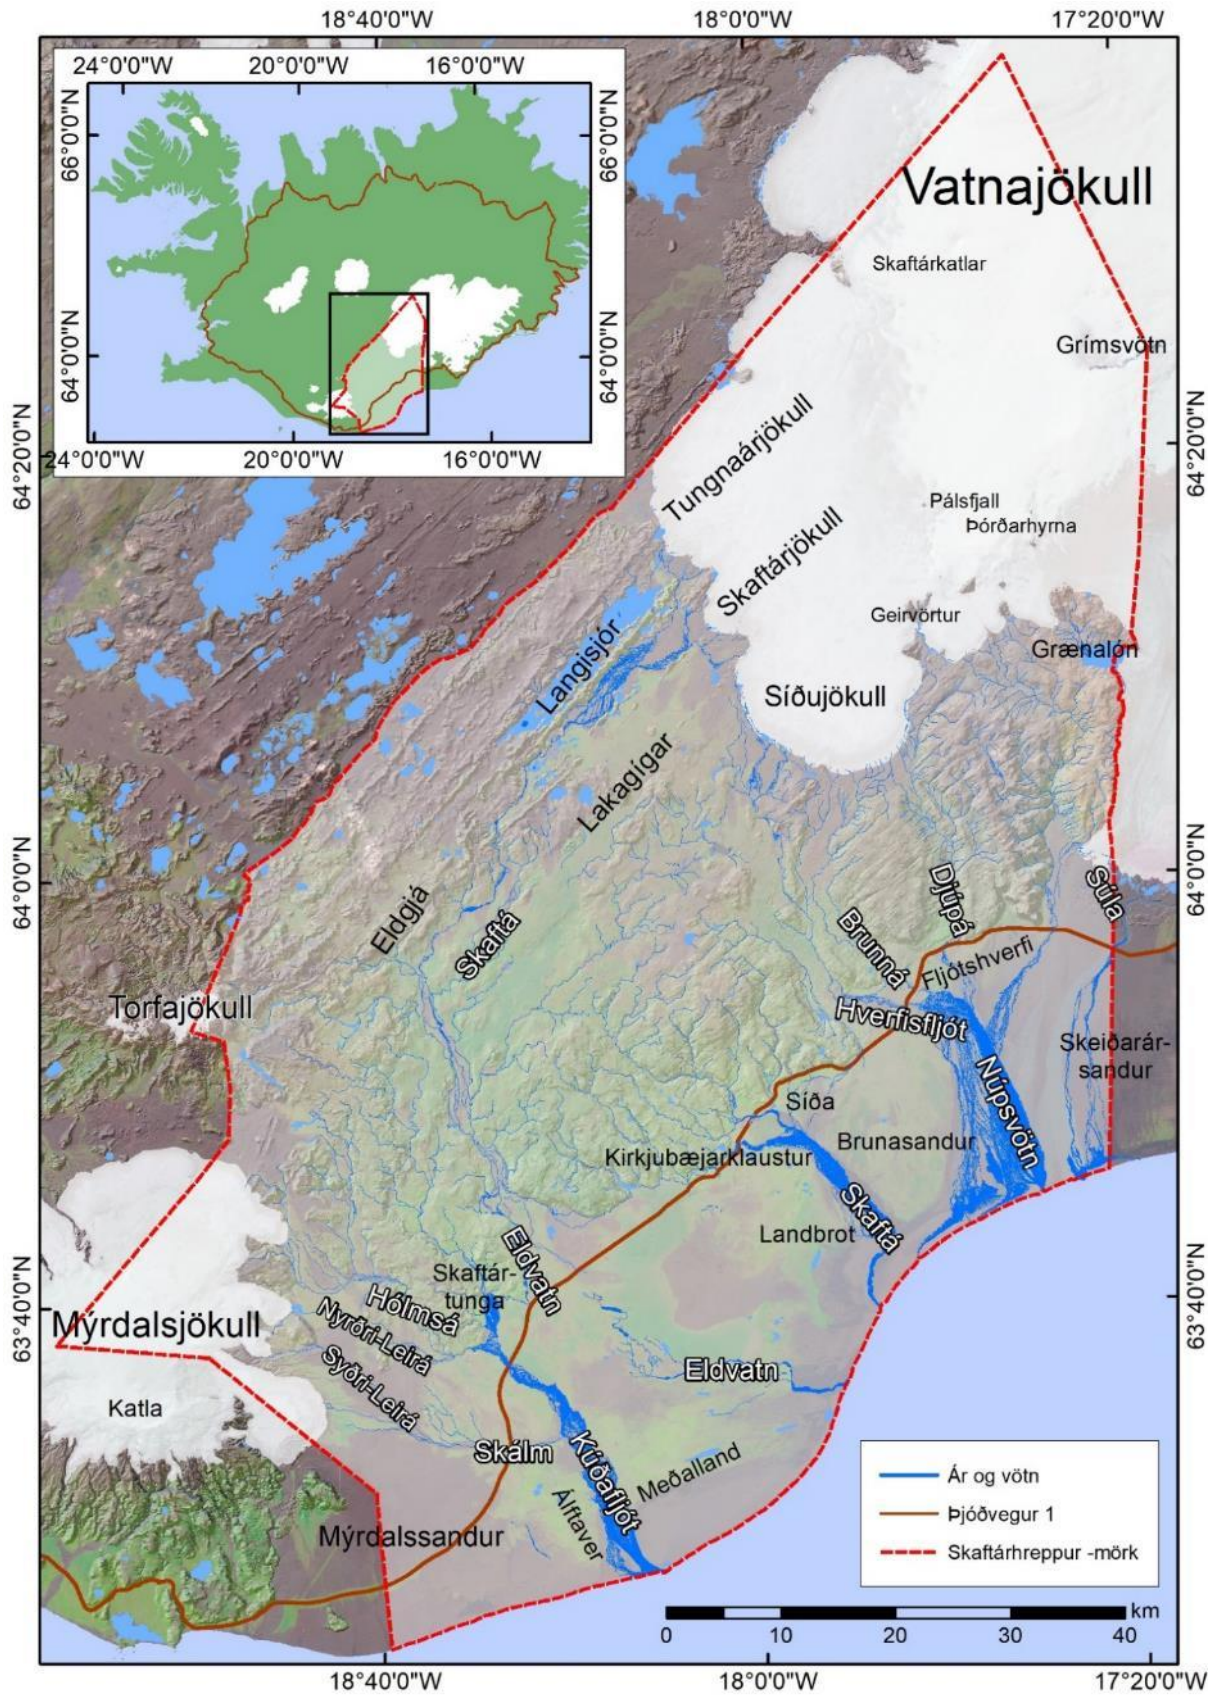 18°40'0"W
18°0'0"W
17°20'0"W
24°0'0"W
20°0'0"W
16°0'0"W
66°0'0"N
66°0'0"N
64°0'0"N
64°0'0"N
24°0'0"W
20°0'0"W
16°0'0"W
Vatnajökull
Skaftárkatlar
Grímsvötn
64°20'0"N
64°20'0"N
Tungnaárjökull
Pálsfjall
Þórðarhyrna
Skaftárjökull
Geirvörtur
Grænalón
Langisjór
Síðujökull
Lakagígar
64°0'0"N
64°0'0"N
Eldgjá
Skaftá
Djúpá
Súla
Brunná
Fljótshverfi
Torfajökull
Hverfisfljót
Skeiðarár-
sandur
Núpsvötn
Síða
Brunasandur
Kirkjubæjarklaustur
Skaftá
Landbrot
Eldvatn
Skaftár-
tunga
63°40'0"N
63°40'0"N
Hólmsá
Mýrdalsjökull
Nyrðri-Leirá
Syðri-Leirá
Eldvatn
Katla
Skálm
Kúðafljót
Meðalland
Álftaver
Mýrdalssandur
Ár og vötn
Þjóðvegur 1
Skaftárhreppur -mörk
km
0 10 20 30 40
18°40'0"W
18°0'0"W
17°20'0"W